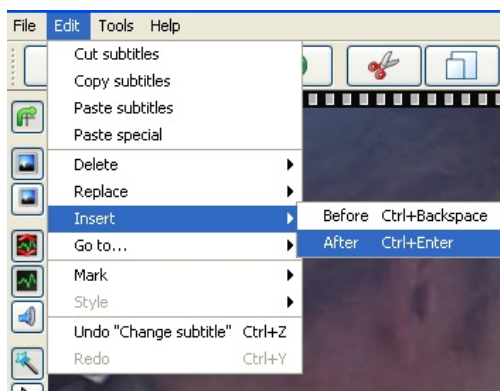 File Edit Tools Help
Cut subtitles
Copy subtitles
Paste subtitles
Paste special
Delete
Replace
Insert
Before Ctrl+Backspace
After Ctrl+Enter
Go to...
Mark
Style
Undo "Change subtitle" Ctrl+Z
Redo Ctrl+Y